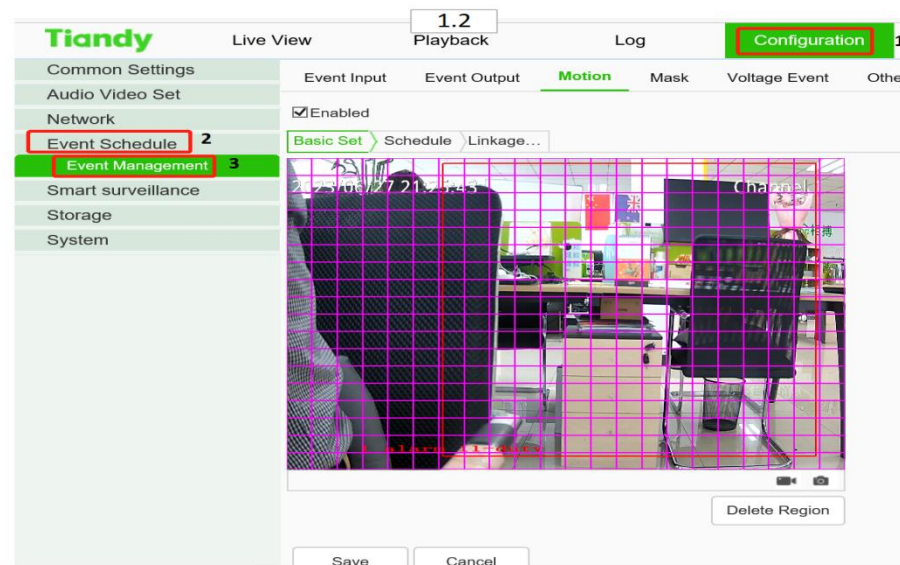 1.2
Tiandy
Live View
Playback
Log
Configuration
1
Common Settings
Event Input
Event Output
Motion
Mask
Voltage Event
Othe
Audio Video Set
Enabled
Network
Event Schedule
2
Basic Set
Schedule
Linkage...
Event Management
3
Channel
Smart surveillance
Storage
System
Delete Region
Save
Cancel